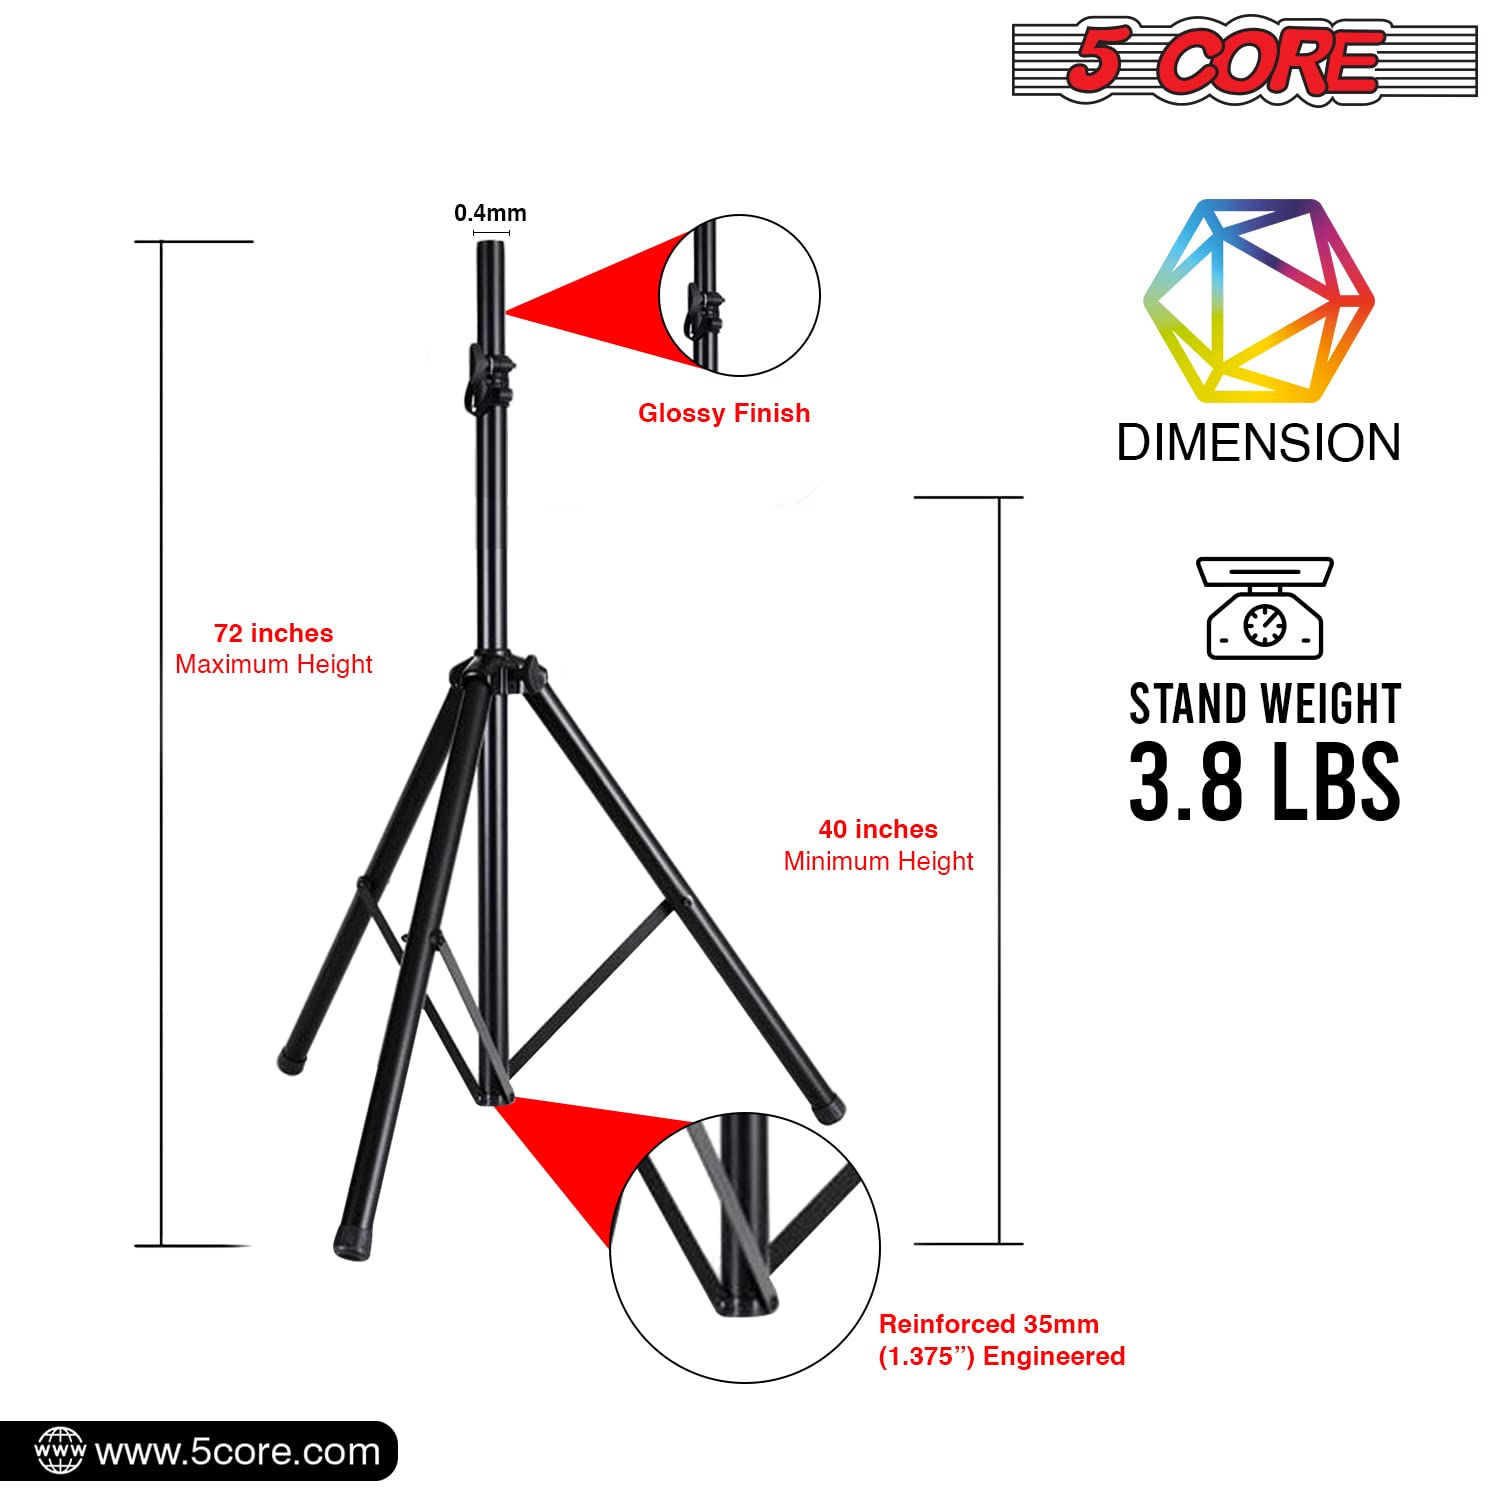 5 CORE
0.4mm
Glossy Finish
DIMENSION
72 inches
Maximum Height
STAND WEIGHT
3.8 LBS
40 inches
Minimum Height
Reinforced 35mm
(1.375”) Engineered
WWW www.5core.com